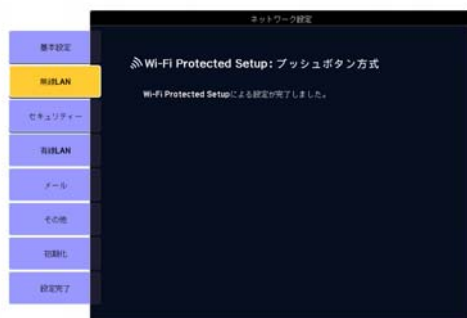 ネットワーク設定
基本設定
無線LAN
セキュリティー
有線LAN
メール
その他
初期化
設定完了
Wi-Fi Protected Setup: プッシュボタン方式
Wi-Fi Protected Setupによる設定が完了しました。